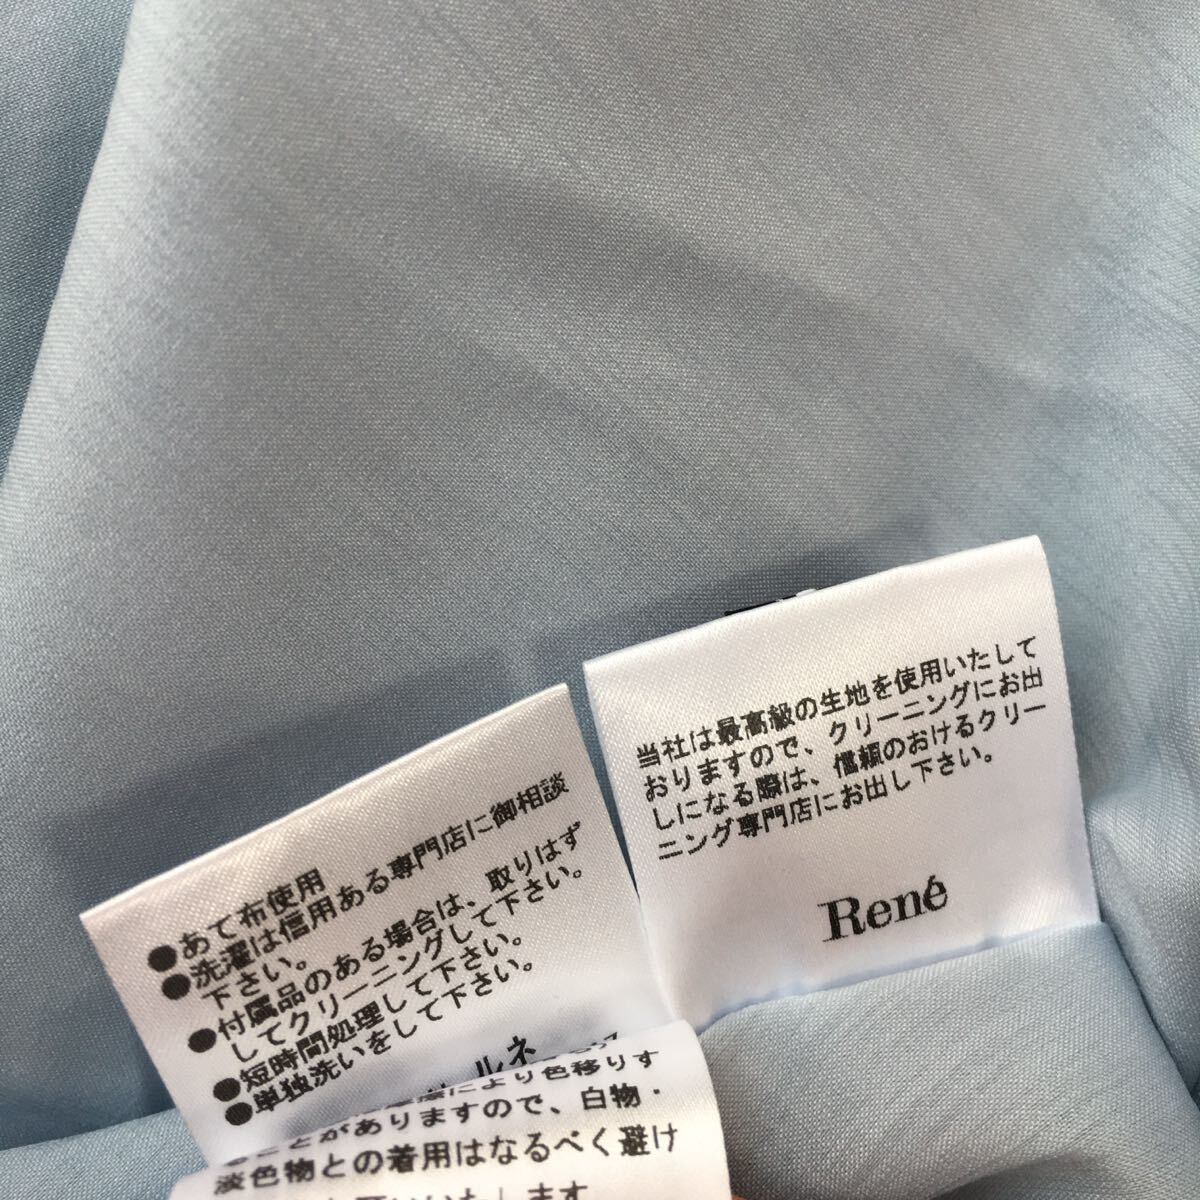 ●あて布使用
●洗濯は信用ある専門店に御相談
下さい。
●付属品のある場合は、取りはず
してクリーニングして下さい。
●短時間処理して下さい。
●単独洗いをして下さい。
ルネ
により色移りす
ることがありますので、白物・
淡色物との着用はなるべく避け
当社は最高級の生地を使用いたして
おりますので、クリーニングにお出
しになる際は、信頼のおけるクリー
ニング専門店にお出し下さい。
René